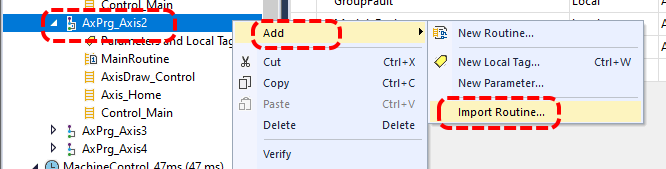 Control_Main
AxPrg_Axis2
Parameters and Local Tag
MainRoutine
AxisDraw_Control
Axis_Home
Control_Main
AxPrg_Axis3
AxPrg_Axis4
MachineControl 47ms (47 ms)
Add
Cut Ctrl+X
Copy Ctrl+C
Paste Ctrl+V
Delete Delete
Verify
GroupFault Local
New Routine...
New Local Tag... Ctrl+W
New Parameter...
Import Routine...